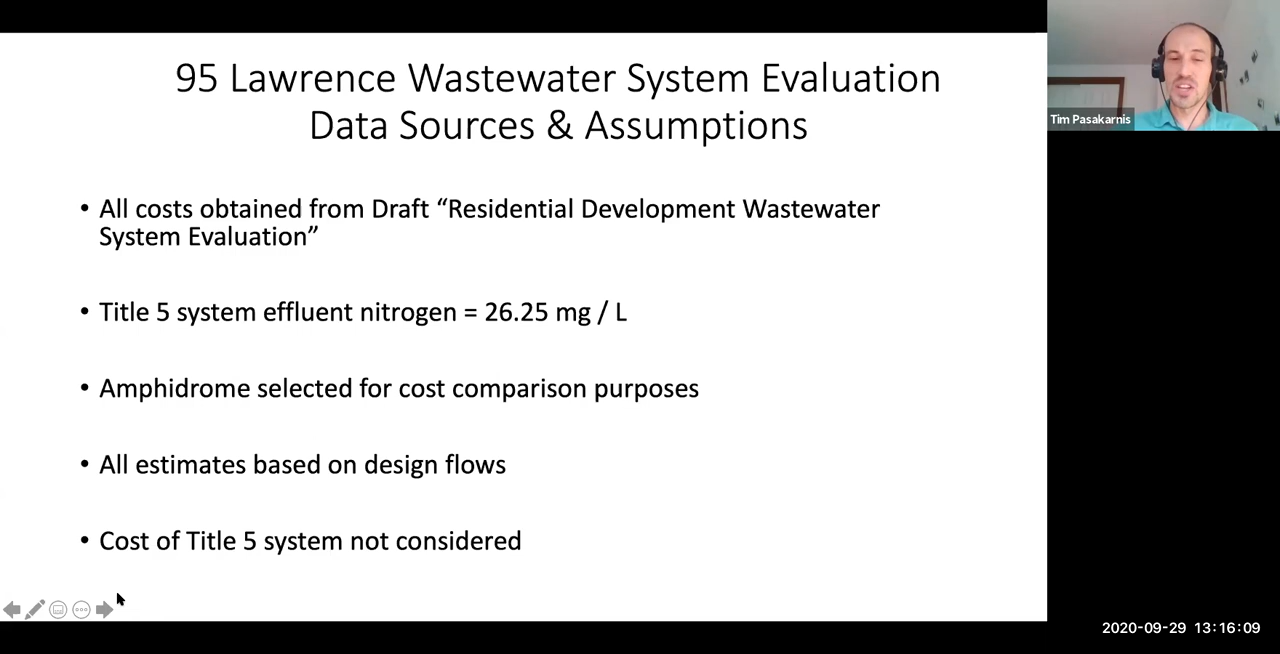 95 Lawrence Wastewater System Evaluation
Data Sources & Assumptions
• All costs obtained from Draft “Residential Development Wastewater
System Evaluation”
• Title 5 system effluent nitrogen = 26.25 mg / L
• Amphidrome selected for cost comparison purposes
• All estimates based on design flows
• Cost of Title 5 system not considered
Tim Pasakarnis
2020-09-29 13:16:09